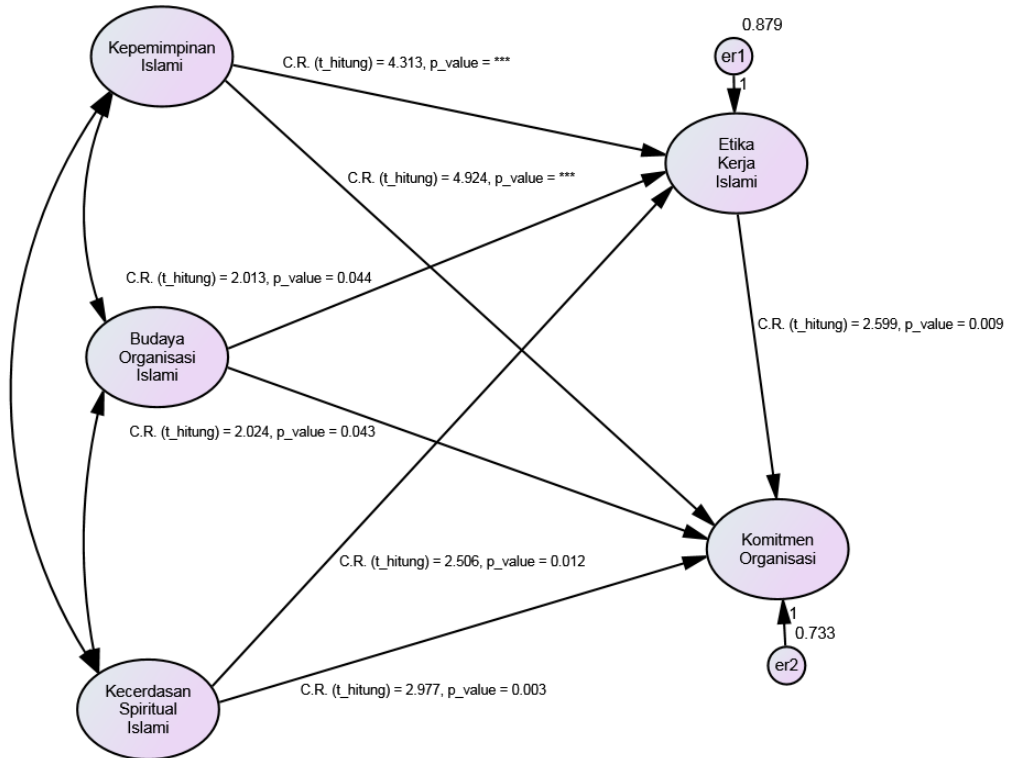 0.879
Kepemimpinan
Islami
er1
C.R. (t_hitung) = 4.313, p_value = ***
1
Etika
Kerja
Islami
C.R. (t_hitung) = 4.924, p_value = ***
C.R. (t_hitung) = 2.013, p_value = 0.044
C.R. (t_hitung) = 2.599, p_value = 0.009
Budaya
Organisasi
Islami
C.R. (t_hitung) = 2.024, p_value = 0.043
Komitmen
Organisasi
C.R. (t_hitung) = 2.506, p_value = 0.012
1
0.733
er2
C.R. (t_hitung) = 2.977, p_value = 0.003
Kecerdasan
Spiritual
Islami